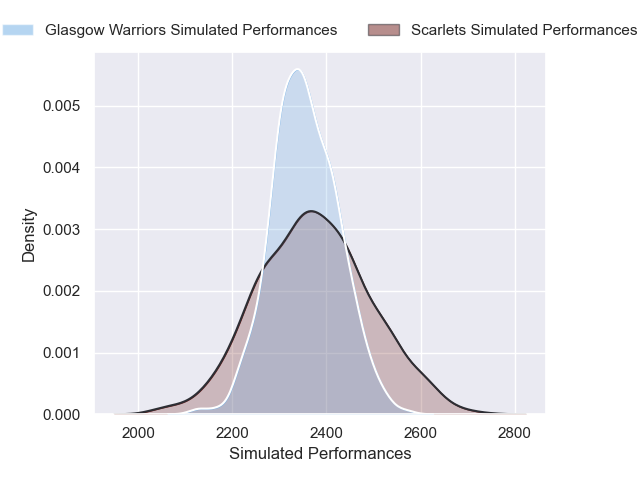 Glasgow Warriors Simulated Performances Scarlets Simulated Performances
0.005
0.004
0.003
0.002
0.001
0.000
Density
2000 2200 2400 2600 2800
Simulated Performances